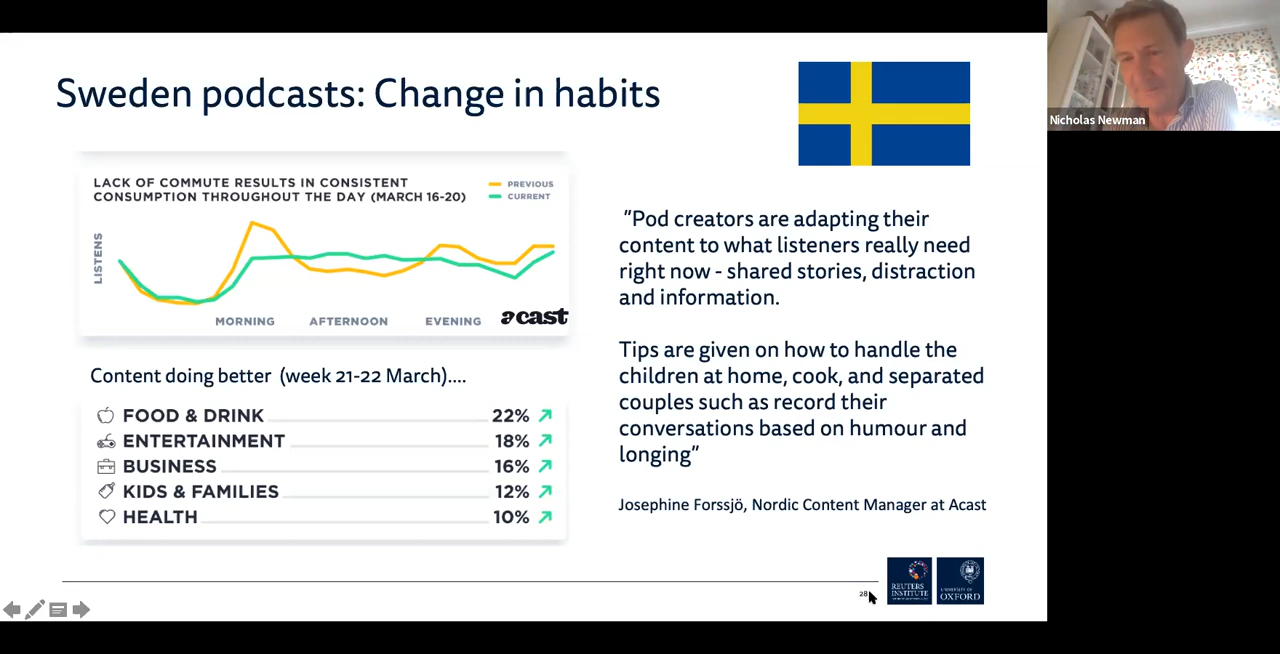 Sweden podcasts: Change in habits
LACK OF COMMUTE RESULTS IN CONSISTENT
CONSUMPTION THROUGHOUT THE DAY (MARCH 16-20)
PREVIOUS
CURRENT
LISTENS
MORNING
AFTERNOON
EVENING
acast
Content doing better (week 21-22 March)....
FOOD & DRINK 22%
ENTERTAINMENT 18%
BUSINESS 16%
KIDS & FAMILIES 12%
HEALTH 10%
"Pod creators are adapting their
content to what listeners really need
right now - shared stories, distraction
and information.
Tips are given on how to handle the
children at home, cook, and separated
couples such as record their
conversations based on humour and
longing"
Josephine Forssjö, Nordic Content Manager at Acast
28
REUTERS
INSTITUTE
UNIVERSITY OF
OXFORD
Nicholas Newman